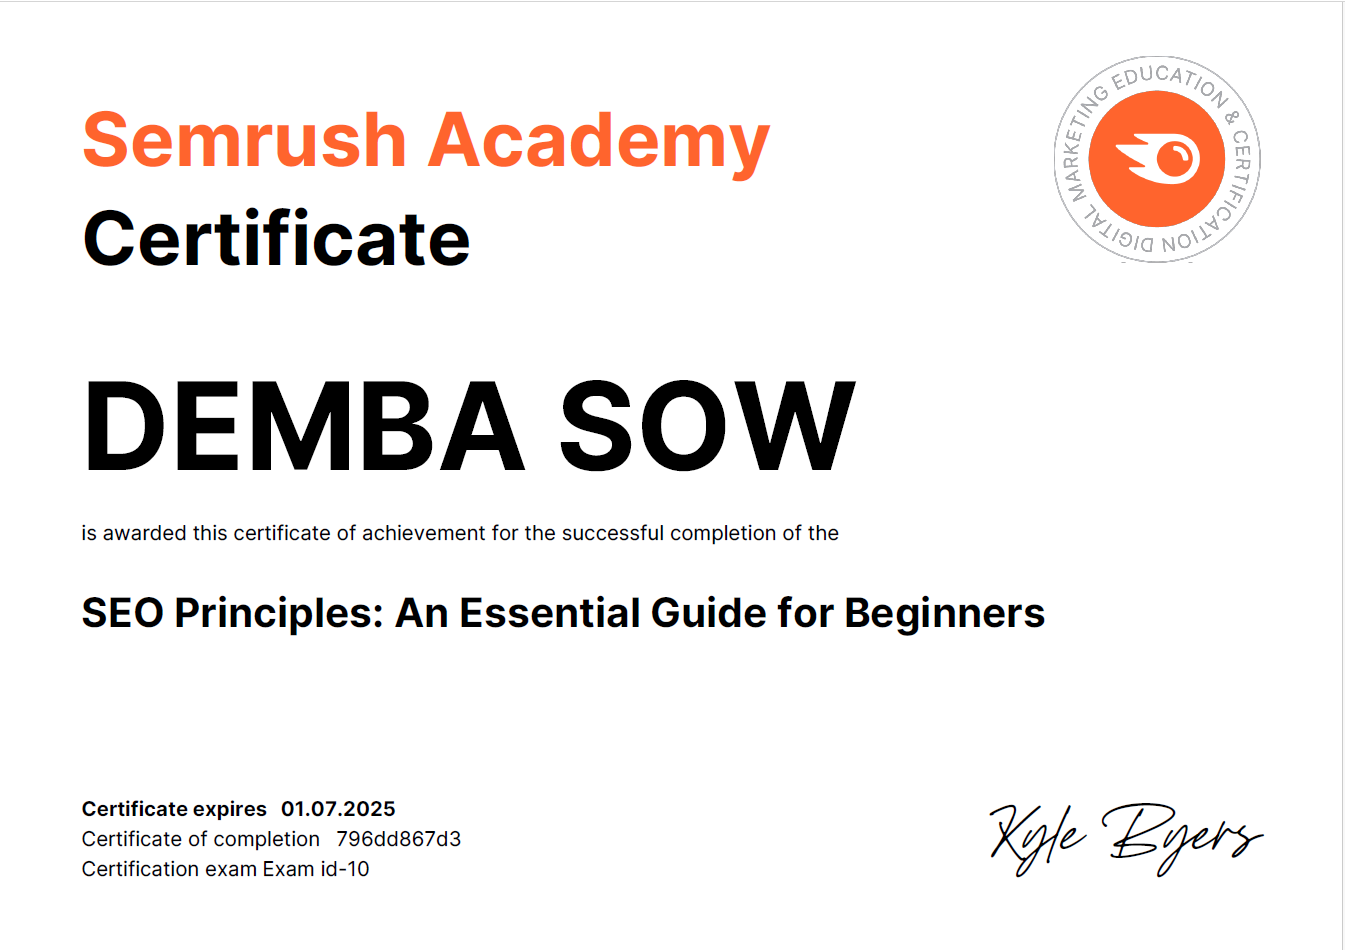 Semrush Academy
Certificate
DIGITAL MARKETING EDUCATION & CERTIFICATION
DEMBA SOW
is awarded this certificate of achievement for the successful completion of the
SEO Principles: An Essential Guide for Beginners
Certificate expires 01.07.2025
Certificate of completion 796dd867d3
Certification exam Exam id-10
Kyle Byers